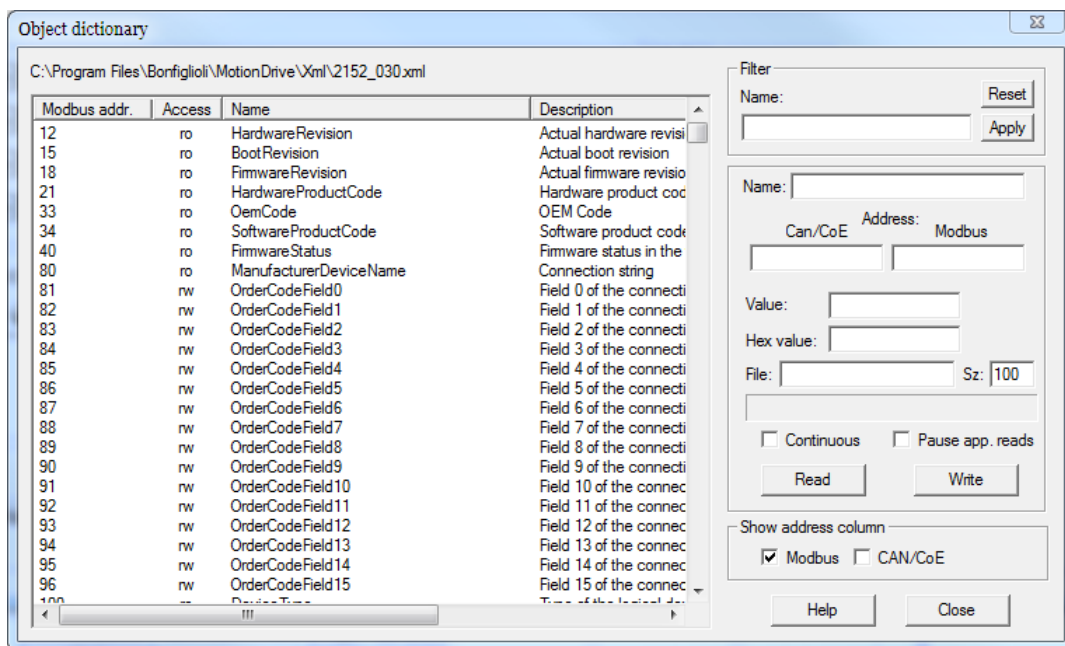 Object dictionary
C:\Program Files\Bonfiglioli\MotionDrive\Xml\2152_030.xml
Modbus addr. Access Name Description
12 ro HardwareRevision Actual hardware revisi
15 ro BootRevision Actual boot revision
18 ro FirmwareRevision Actual firmware revisio
21 ro HardwareProductCode Hardware product cod
33 ro OemCode OEM Code
34 ro SoftwareProductCode Software product code
40 ro FirmwareStatus Firmware status in the
80 ro ManufacturerDeviceName Connection string
81 rw OrderCodeField0 Field 0 of the connecti
82 rw OrderCodeField1 Field 1 of the connecti
83 rw OrderCodeField2 Field 2 of the connecti
84 rw OrderCodeField3 Field 3 of the connecti
85 rw OrderCodeField4 Field 4 of the connecti
86 rw OrderCodeField5 Field 5 of the connecti
87 rw OrderCodeField6 Field 6 of the connecti
88 rw OrderCodeField7 Field 7 of the connecti
89 rw OrderCodeField8 Field 8 of the connecti
90 rw OrderCodeField9 Field 9 of the connecti
91 rw OrderCodeField10 Field 10 of the connec
92 rw OrderCodeField11 Field 11 of the connec
93 rw OrderCodeField12 Field 12 of the connec
94 rw OrderCodeField13 Field 13 of the connec
95 rw OrderCodeField14 Field 14 of the connec
96 rw OrderCodeField15 Field 15 of the connec
Filter
Name: Reset
Apply
Name:
Address:
Can/CoE Modbus
Value:
Hex value:
File: Sz: 100
Continuous Pause app. reads
Read Write
Show address column
Modbus CAN/CoE
Help Close